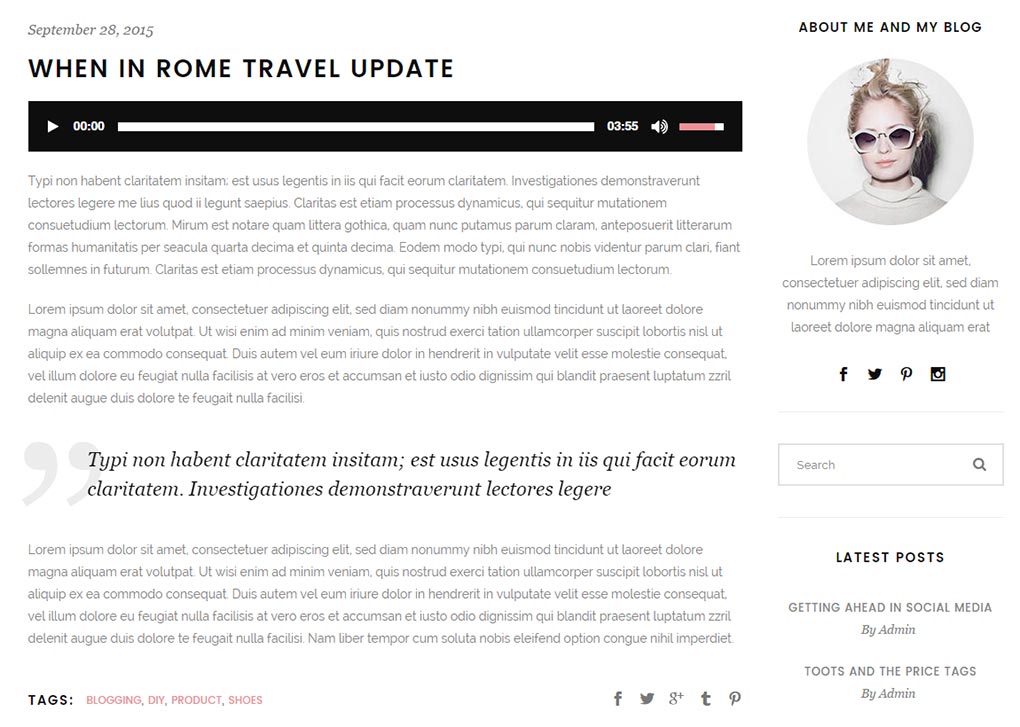 September 28, 2015
WHEN IN ROME TRAVEL UPDATE
00:00 03:55
Typi non habent claritatem insitam; est usus legentis in iis qui facit eorum claritatem. Investigationes demonstraverunt
lectores legere me lius quod ii legunt saepius. Claritas est etiam processus dynamicus, qui sequitur mutationem
consuetudium lectorum. Mirum est notare quam littera gothica, quam nunc putamus parum claram, anteposuerit litterarum
formas humanitatis per seacula quarta decima et quinta decima. Eodem modo typi, qui nunc nobis videntur parum clari, fiant
sollemnes in futurum. Claritas est etiam processus dynamicus, qui sequitur mutationem consuetudium lectorum.
Lorem ipsum dolor sit amet, consectetuer adipiscing elit, sed diam nonummy nibh euismod tincidunt ut laoreet dolore
magna aliquam erat volutpat. Ut wisi enim ad minim veniam, quis nostrud exerci tation ullamcorper suscipit lobortis nisl ut
aliquip ex ea commodo consequat. Duis autem vel eum iriure dolor in hendrerit in vulputate velit esse molestie consequat,
vel illum dolore eu feugiat nulla facilisis at vero eros et accumsan et iusto odio dignissim qui blandit praesent luptatum zzril
delenit augue duis dolore te feugait nulla facilisi.
Typi non habent claritatem insitam; est usus legentis in iis qui facit eorum
claritatem. Investigationes demonstraverunt lectores legere
Lorem ipsum dolor sit amet, consectetuer adipiscing elit, sed diam nonummy nibh euismod tincidunt ut laoreet dolore
magna aliquam erat volutpat. Ut wisi enim ad minim veniam, quis nostrud exerci tation ullamcorper suscipit lobortis nisl ut
aliquip ex ea commodo consequat. Duis autem vel eum iriure dolor in hendrerit in vulputate velit esse molestie consequat,
vel illum dolore eu feugiat nulla facilisis at vero eros et accumsan et iusto odio dignissim qui blandit praesent luptatum zzril
delenit augue duis dolore te feugait nulla facilisi. Nam liber tempor cum soluta nobis eleifend option congue nihil imperdiet.
TAGS: BLOGGING, DIY, PRODUCT, SHOES
ABOUT ME AND MY BLOG
Lorem ipsum dolor sit amet,
consectetuer adipiscing elit, sed diam
nonummy nibh euismod tincidunt ut
laoreet dolore magna aliquam erat
Search
LATEST POSTS
GETTING AHEAD IN SOCIAL MEDIA
By Admin
TOOTS AND THE PRICE TAGS
By Admin